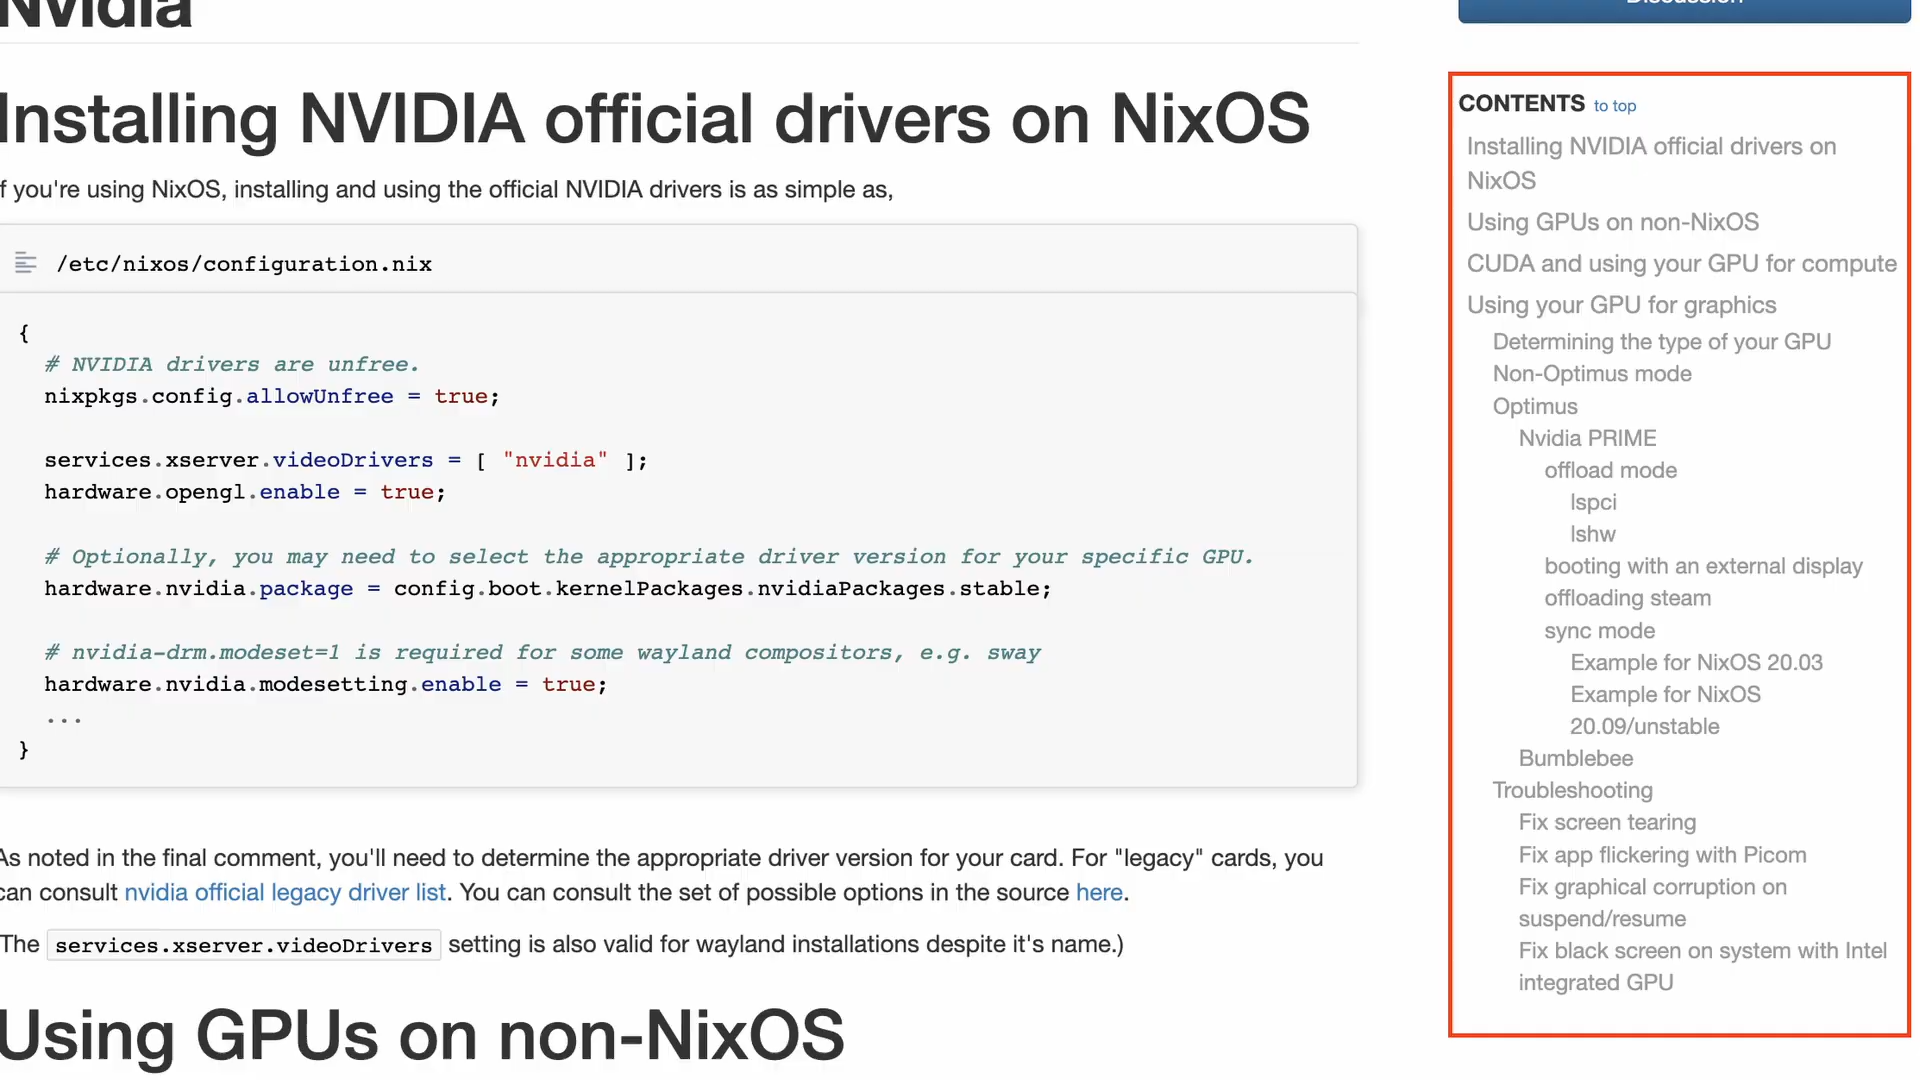 Nvidia
Installing NVIDIA official drivers on NixOS
f you're using NixOS, installing and using the official NVIDIA drivers is as simple as,
/etc/nixos/configuration.nix
{
# NVIDIA drivers are unfree.
nixpkgs.config.allowUnfree = true;
services.xserver.videoDrivers = [ "nvidia" ];
hardware.opengl.enable = true;
# Optionally, you may need to select the appropriate driver version for your specific GPU.
hardware.nvidia.package = config.boot.kernelPackages.nvidiaPackages.stable;
# nvidia-drm.modeset=1 is required for some wayland compositors, e.g. sway
hardware.nvidia.modesetting.enable = true;
...
}
As noted in the final comment, you'll need to determine the appropriate driver version for your card. For "legacy" cards, you
can consult nvidia official legacy driver list. You can consult the set of possible options in the source here.
The services.xserver.videoDrivers setting is also valid for wayland installations despite it's name.)
Using GPUs on non-NixOS
Discussion
CONTENTS to top
Installing NVIDIA official drivers on
NixOS
Using GPUs on non-NixOS
CUDA and using your GPU for compute
Using your GPU for graphics
Determining the type of your GPU
Non-Optimus mode
Optimus
Nvidia PRIME
offload mode
lspci
lshw
booting with an external display
offloading steam
sync mode
Example for NixOS 20.03
Example for NixOS
20.09/unstable
Bumblebee
Troubleshooting
Fix screen tearing
Fix app flickering with Picom
Fix graphical corruption on
suspend/resume
Fix black screen on system with Intel
integrated GPU